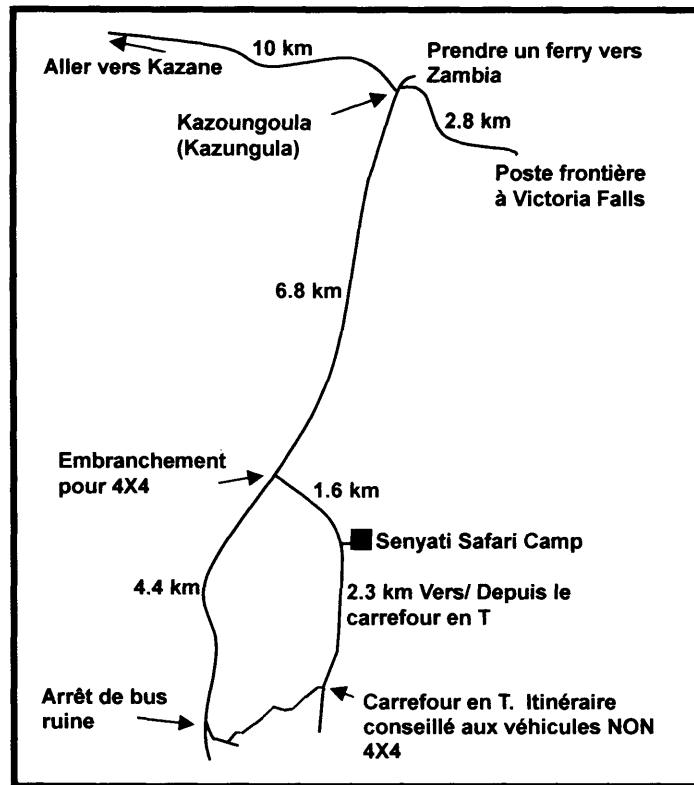 10 km
Prendre un ferry vers
Zambia
Aller vers Kazane
Kazoungoula
(Kazungula)
2.8 km
Poste frontière
à Victoria Falls
6.8 km
Embranchement
pour 4X4
1.6 km
Senyati Safari Camp
4.4 km
2.3 km Vers/ Depuis le
carrefour en T
Arrêt de bus
ruine
Carrefour en T. Itinéraire
conseillé aux véhicules NON
4X4